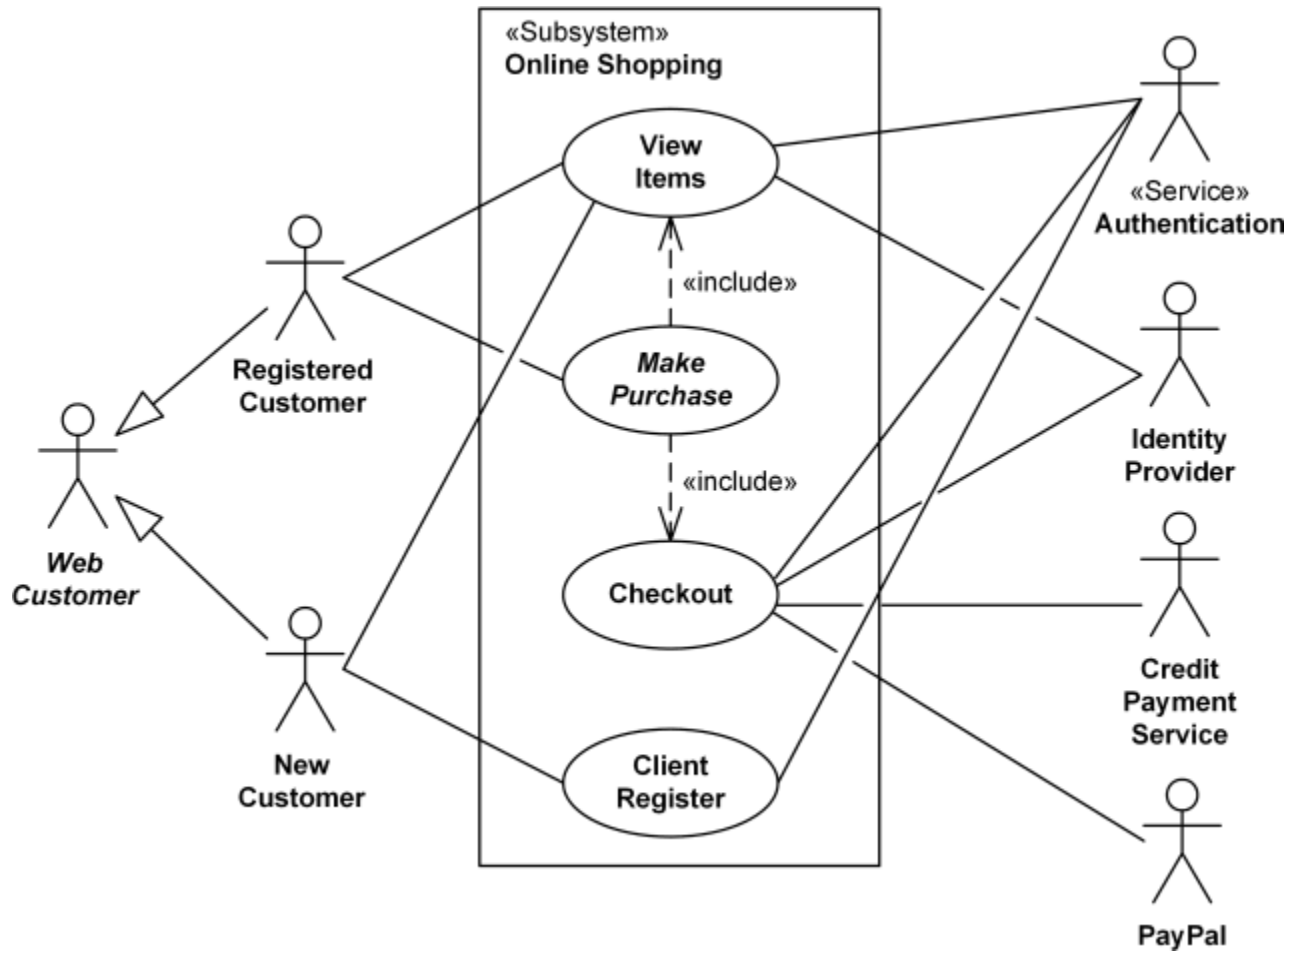 «Subsystem»
Online Shopping
View
Items
«include»
Make
Purchase
«include»
Checkout
Client
Register
Registered
Customer
Web
Customer
New
Customer
«Service»
Authentication
Identity
Provider
Credit
Payment
Service
PayPal